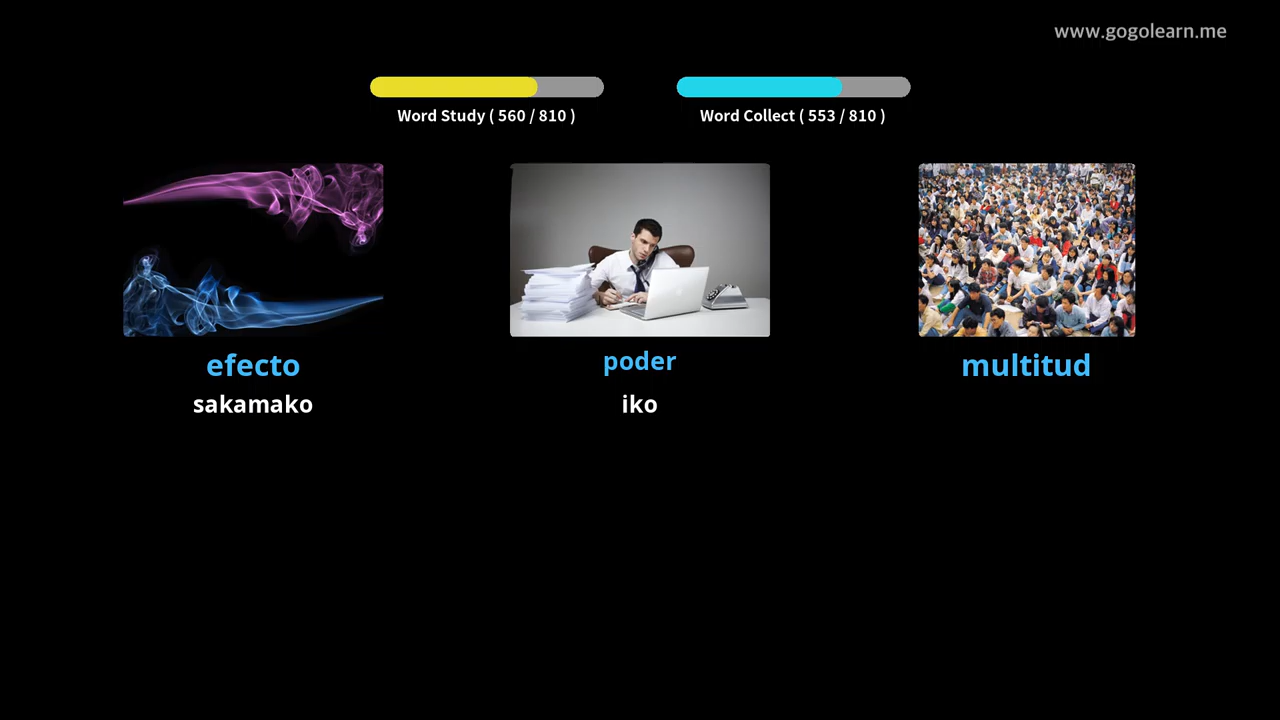 www.gogolearn.me
Word Study ( 560 / 810 )
Word Collect ( 553 / 810 )
efecto
poder
multitud
sakamako
iko